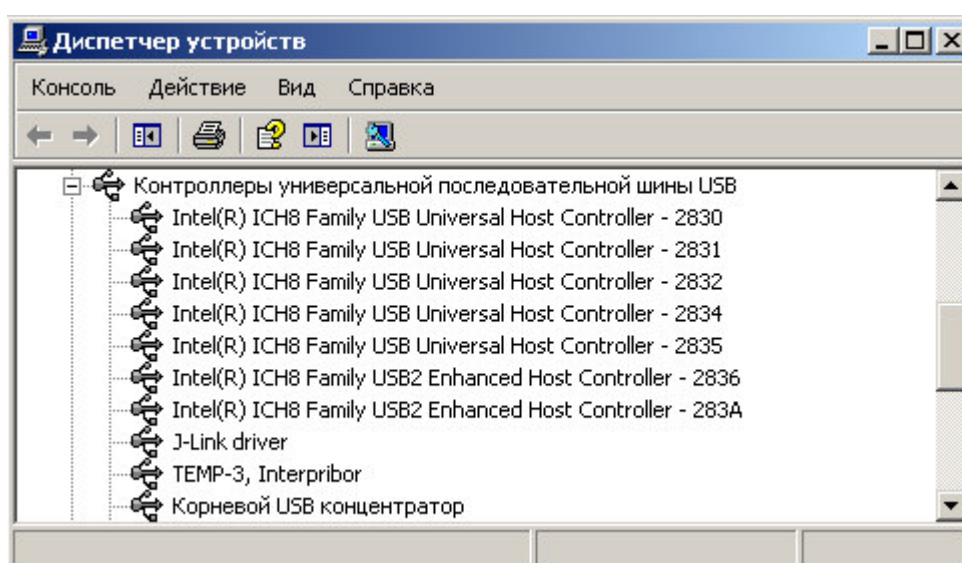 Диспетчер устройств
Консоль Действие Вид Справка
Контроллеры универсальной последовательной шины USB
Intel(R) ICH8 Family USB Universal Host Controller - 2830
Intel(R) ICH8 Family USB Universal Host Controller - 2831
Intel(R) ICH8 Family USB Universal Host Controller - 2832
Intel(R) ICH8 Family USB Universal Host Controller - 2834
Intel(R) ICH8 Family USB Universal Host Controller - 2835
Intel(R) ICH8 Family USB2 Enhanced Host Controller - 2836
Intel(R) ICH8 Family USB2 Enhanced Host Controller - 283A
J-Link driver
TEMP-3, Interpribor
Корневой USB концентратор